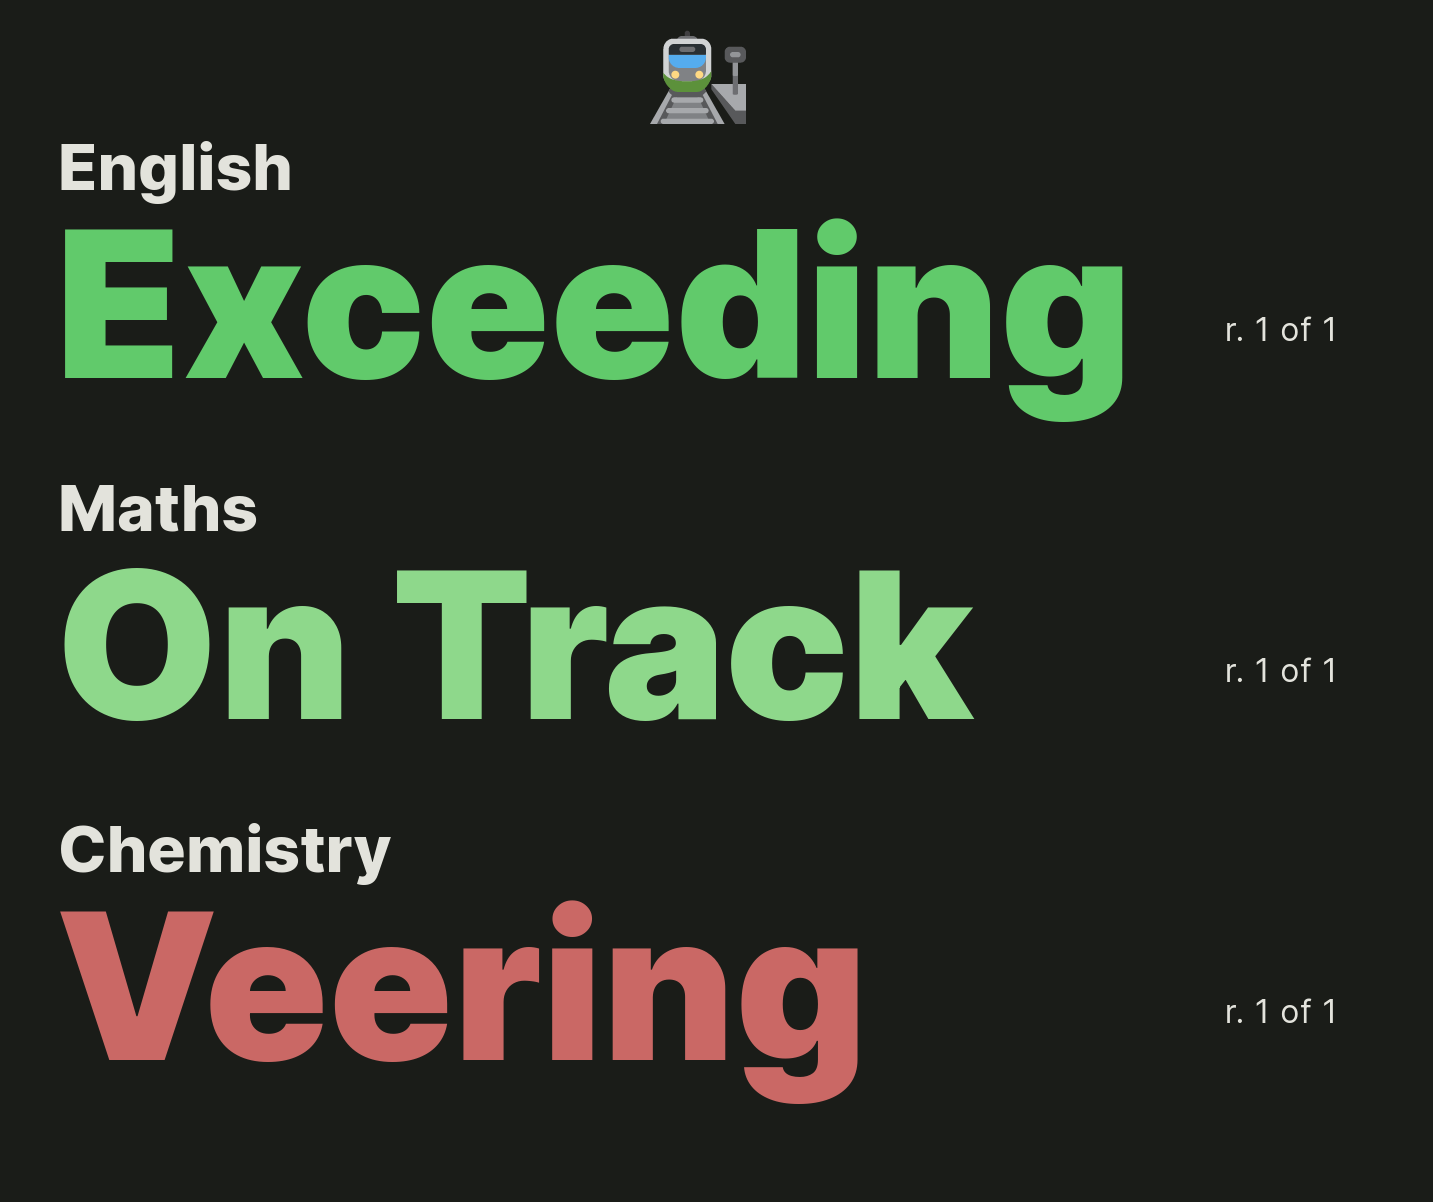 English
Exceeding
r. 1 of 1
Maths
On Track
r. 1 of 1
Chemistry
Veering
r. 1 of 1